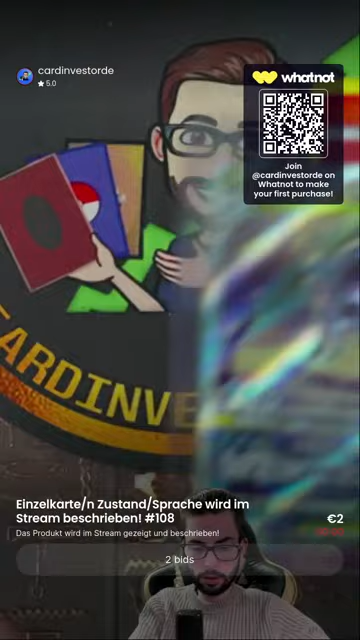 cardinvestorde
★ 5.0
whatnot
Join
@cardinvestorde on
Whatnot to make
your first purchase!
ARDINVE
Einzelkarte/n Zustand/Sprache wird im
Stream beschrieben! #108
€2
Das Produkt wird im Stream gezeigt und beschrieben!
2 bids